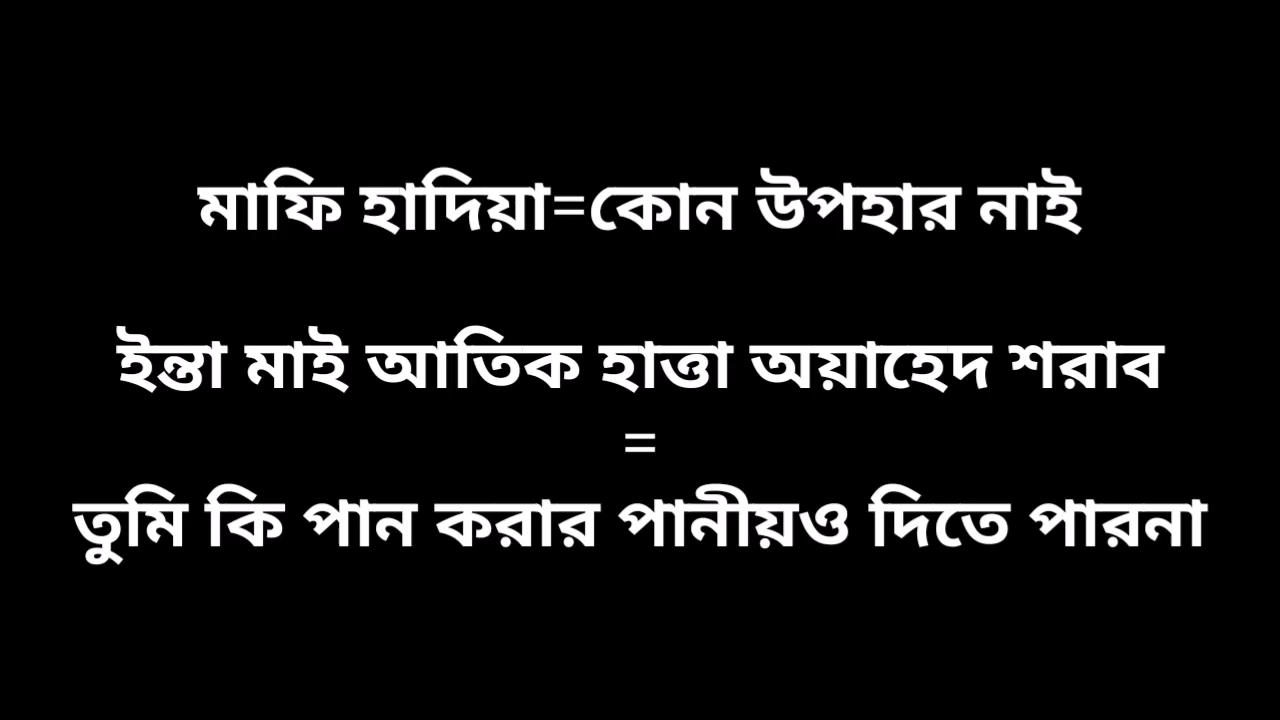 মাফি হাদিয়া=কোন উপহার নাই
ইন্তা মাই আতিক হাত্তা অয়াহেদ শরাব
=
তুমি কি পান করার পানীয়ও দিতে পারনা